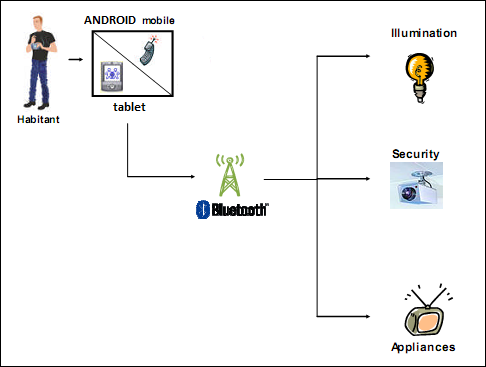 ANDROID mobile
tablet
Habitant
Bluetooth
Illumination
Security
Appliances